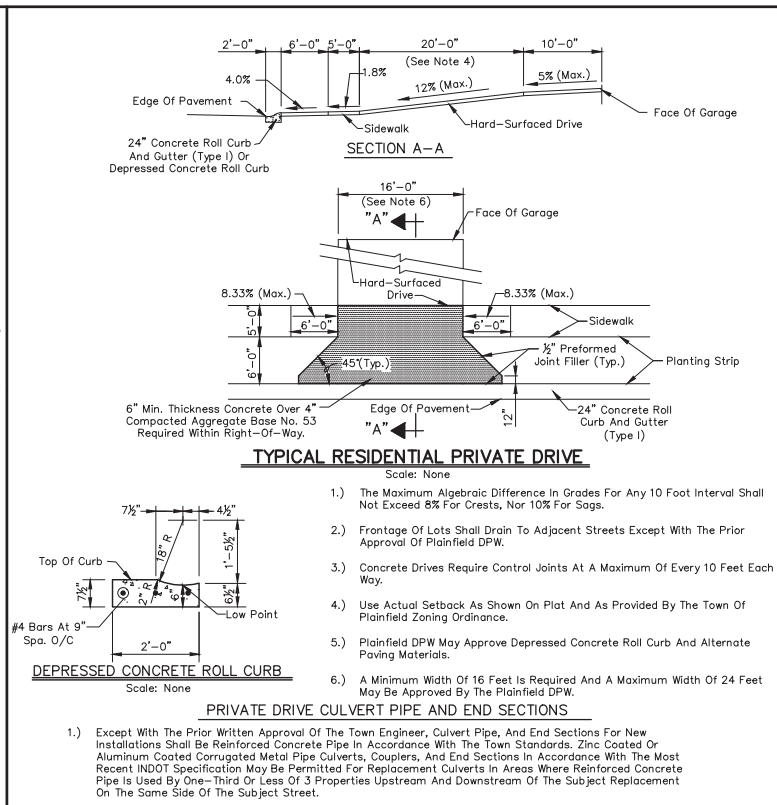 2'-0" 6'-0" 5'-0" 20'-0" 10'-0"
(See Note 4)
4.0%
1.8%
12% (Max.)
5% (Max.)
Edge Of Pavement
Face Of Garage
Sidewalk
Hard-Surfaced Drive
24" Concrete Roll Curb
And Gutter (Type I) Or
Depressed Concrete Roll Curb
SECTION A-A
16'-0"
(See Note 6)
"A"
Face Of Garage
Hard-Surfaced
Drive
8.33% (Max.)
8.33% (Max.)
5'-0"
6'-0"
6'-0"
Sidewalk
6'-0"
45°(Typ.)
½" Preformed
Joint Filler (Typ.)
Planting Strip
6" Min. Thickness Concrete Over 4"
Compacted Aggregate Base No. 53
Required Within Right-Of-Way.
Edge Of Pavement
"A"
12"
24" Concrete Roll
Curb And Gutter
(Type I)
TYPICAL RESIDENTIAL PRIVATE DRIVE
Scale: None
7½" 4½"
18" R
1'-5½"
Top Of Curb
7½"
2" R
6"
6½"
Low Point
#4 Bars At 9"
Spa. O/C
2'-0"
DEPRESSED CONCRETE ROLL CURB
Scale: None
1.) The Maximum Algebraic Difference In Grades For Any 10 Foot Interval Shall
Not Exceed 8% For Crests, Nor 10% For Sags.
2.) Frontage Of Lots Shall Drain To Adjacent Streets Except With The Prior
Approval Of Plainfield DPW.
3.) Concrete Drives Require Control Joints At A Maximum Of Every 10 Feet Each
Way.
4.) Use Actual Setback As Shown On Plat And As Provided By The Town Of
Plainfield Zoning Ordinance.
5.) Plainfield DPW May Approve Depressed Concrete Roll Curb And Alternate
Paving Materials.
6.) A Minimum Width Of 16 Feet Is Required And A Maximum Width Of 24 Feet
May Be Approved By The Plainfield DPW.
PRIVATE DRIVE CULVERT PIPE AND END SECTIONS
1.) Except With The Prior Written Approval Of The Town Engineer, Culvert Pipe, And End Sections For New
Installations Shall Be Reinforced Concrete Pipe In Accordance With The Town Standards. Zinc Coated Or
Aluminum Coated Corrugated Metal Pipe Culverts, Couplers, And End Sections In Accordance With The Most
Recent INDOT Specification May Be Permitted For Replacement Culverts In Areas Where Reinforced Concrete
Pipe Is Used By One-Third Or Less Of 3 Properties Upstream And Downstream Of The Subject Replacement
On The Same Side Of The Subject Street.